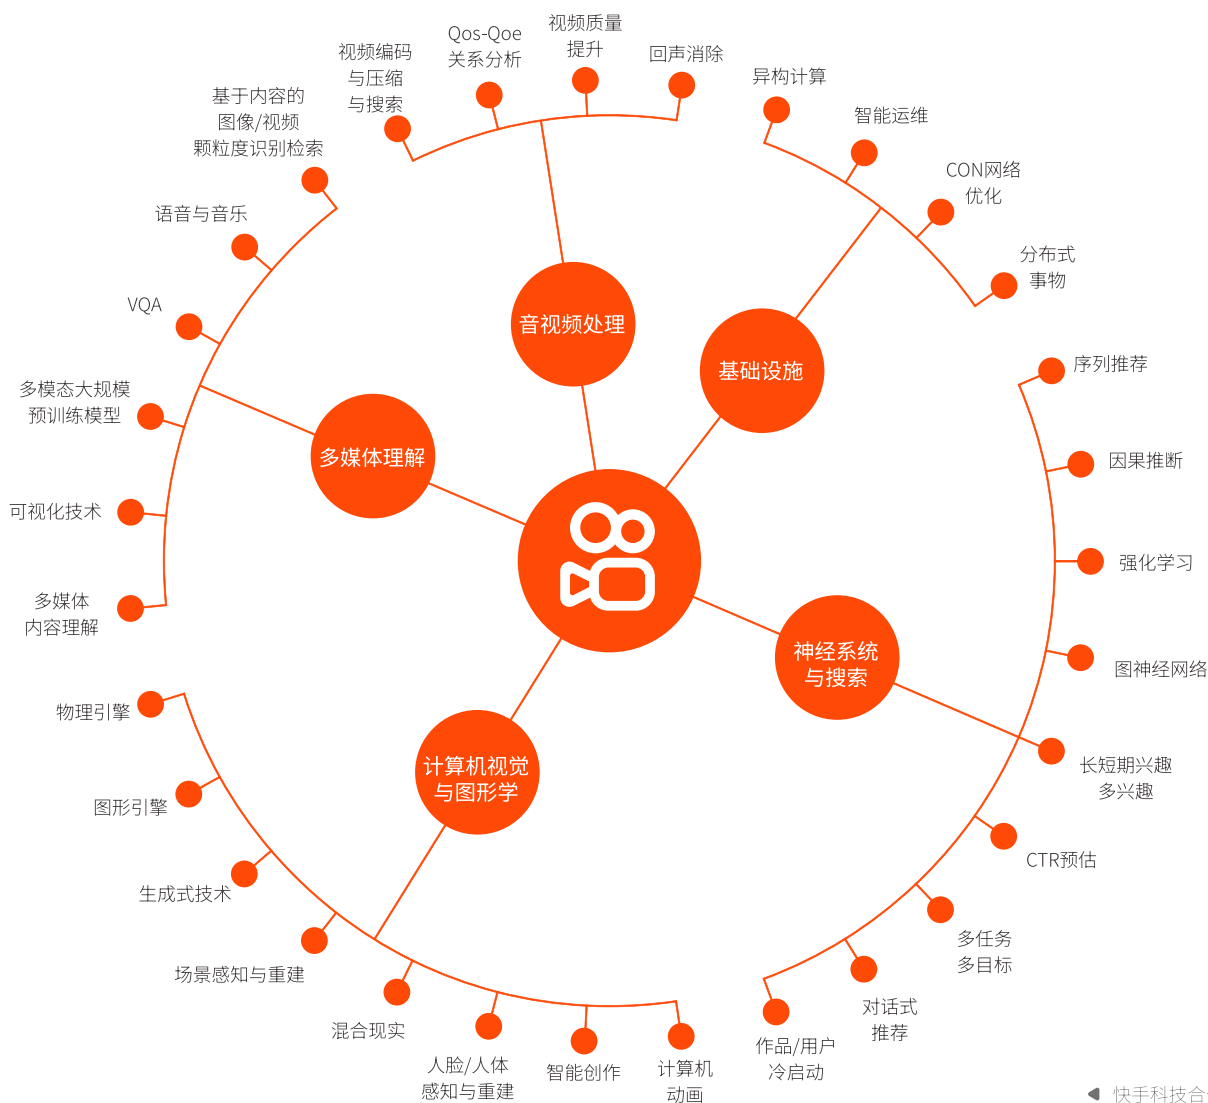 视频编码
与压缩
与搜索
Qos-Qoe
关系分析
视频质量
提升
回声消除
音视频处理
异构计算
智能运维
CON网络
优化
分布式
事物
基础设施
序列推荐
因果推断
强化学习
图神经网络
长短期兴趣
多兴趣
CTR预估
多任务
多目标
对话式
推荐
作品/用户
冷启动
神经系统
与搜索
计算机
动画
智能创作
人脸/人体
感知与重建
混合现实
场景感知与重建
生成式技术
图形引擎
物理引擎
计算机视觉
与图形学
多媒体
内容理解
可视化技术
多模态大规模
预训练模型
VQA
语音与音乐
基于内容的
图像/视频
颗粒度识别检索
多媒体理解
快手科技合